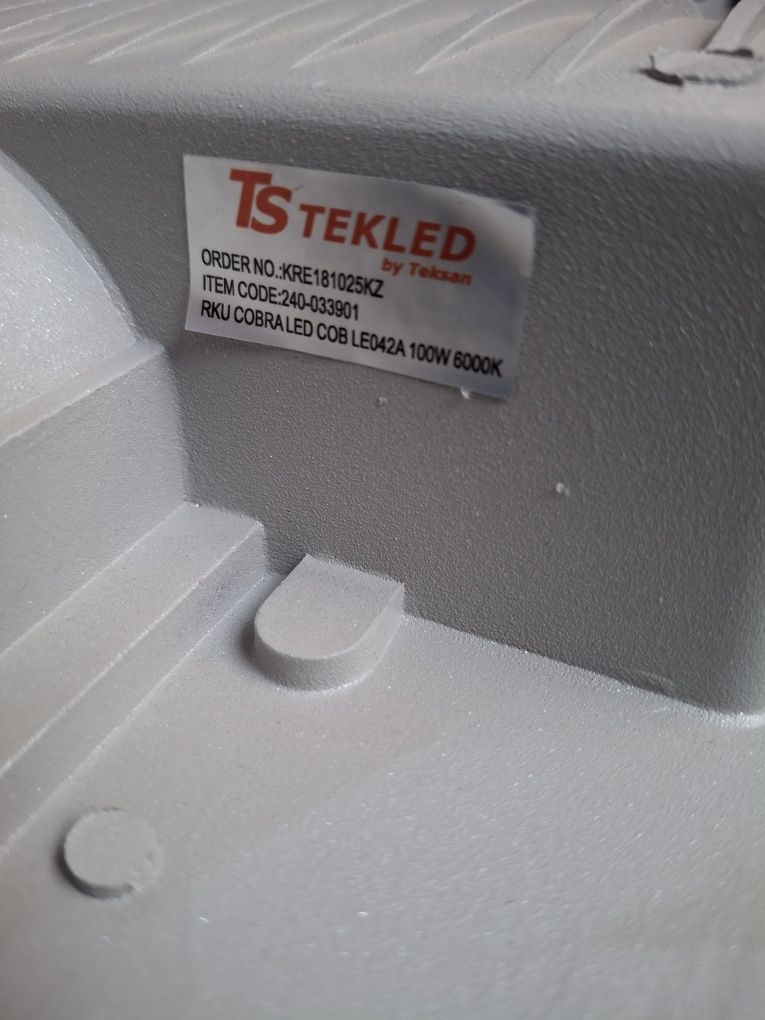 TS TEKLED
by Teksan
ORDER NO.:KRE181025KZ
ITEM CODE:240-033901
RKU COBRA LED COB LE042A 100W 6000K